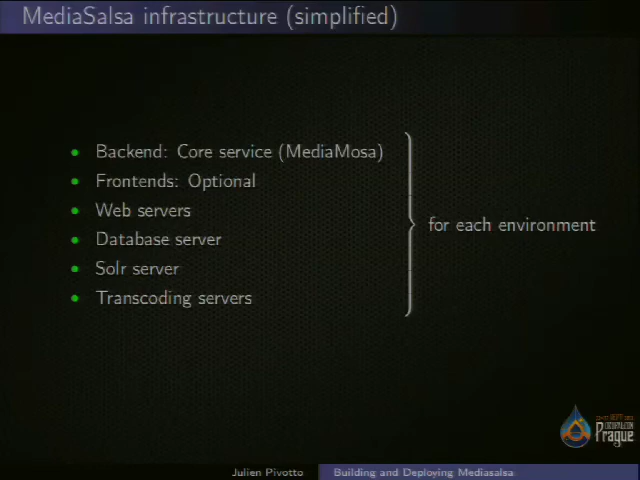 MediaSalsa infrastructure (simplified)
Backend: Core service (MediaMosa)
Frontends: Optional
Web servers
Database server
Solr server
Transcoding servers
for each environment
Prague
Julien Pivotto
Building and Deploying Mediasalsa